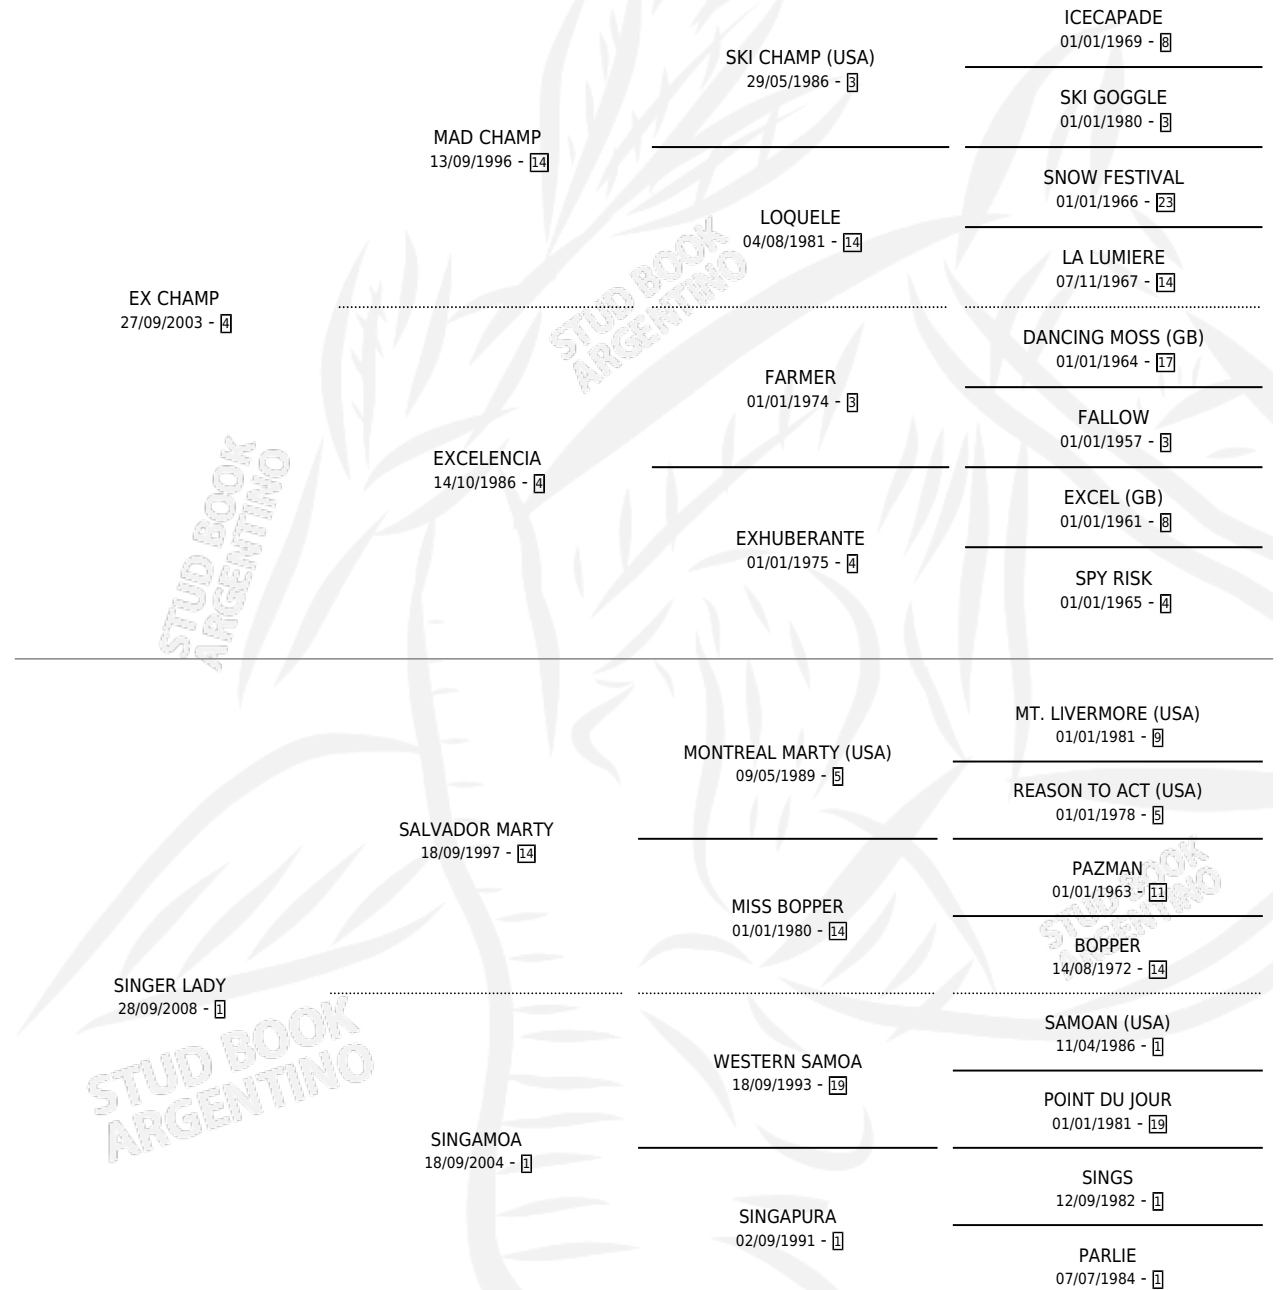 ICECAPADE
01/01/1969 - 8
SKI CHAMP (USA)
29/05/1986 - 3
SKI GOGGLE
01/01/1980 - 3
MAD CHAMP
13/09/1996 - 14
SNOW FESTIVAL
01/01/1966 - 23
LOQUELE
04/08/1981 - 14
LA LUMIERE
07/11/1967 - 14
EX CHAMP
27/09/2003 - 4
DANCING MOSS (GB)
01/01/1964 - 17
FARMER
01/01/1974 - 3
FALLOW
01/01/1957 - 3
EXCELENCIA
14/10/1986 - 4
EXCEL (GB)
01/01/1961 - 8
EXHUBERANTE
01/01/1975 - 4
SPY RISK
01/01/1965 - 4
MT. LIVERMORE (USA)
01/01/1981 - 9
MONTREAL MARTY (USA)
09/05/1989 - 5
REASON TO ACT (USA)
01/01/1978 - 5
SALVADOR MARTY
18/09/1997 - 14
PAZMAN
01/01/1963 - 11
MISS BOPPER
01/01/1980 - 14
BOPPER
14/08/1972 - 14
SINGER LADY
28/09/2008 - 1
SAMOAN (USA)
11/04/1986 - 1
WESTERN SAMOA
18/09/1993 - 19
POINT DU JOUR
01/01/1981 - 19
SINGAMOA
18/09/2004 - 1
SINGS
12/09/1982 - 1
SINGAPURA
02/09/1991 - 1
PARLIE
07/07/1984 - 1
STUD BOOK
ARGENTINO
STUD BOOK
ARGENTINO
STUD BOOK
ARGENTINO
STUD BOOK
ARGENTINO